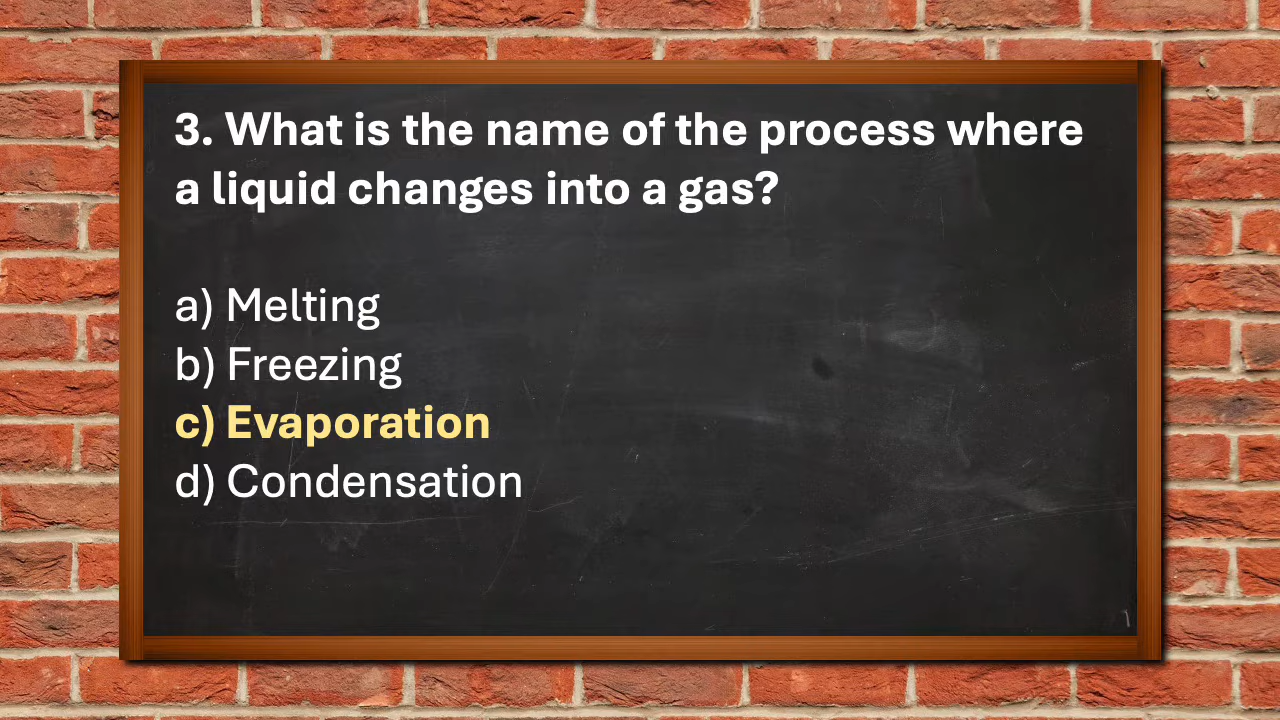 3. What is the name of the process where
a liquid changes into a gas?
a) Melting
b) Freezing
c) Evaporation
d) Condensation